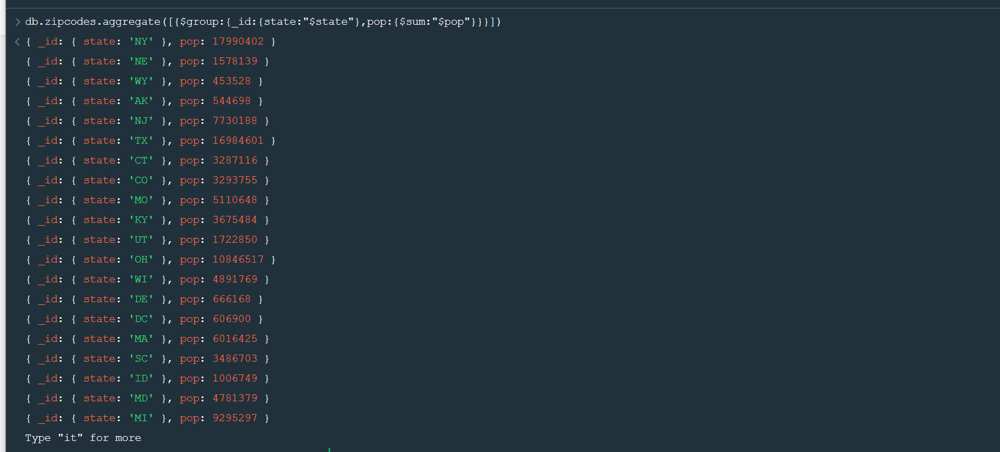 > db.zipcodes.aggregate([{$group:{_id:{state:"$state"},pop:{$sum:"$pop"}}}])
< { _id: { state: 'NY' }, pop: 17990402 }
{ _id: { state: 'NE' }, pop: 1578139 }
{ _id: { state: 'WY' }, pop: 453528 }
{ _id: { state: 'AK' }, pop: 544698 }
{ _id: { state: 'NJ' }, pop: 7730188 }
{ _id: { state: 'TX' }, pop: 16984601 }
{ _id: { state: 'CT' }, pop: 3287116 }
{ _id: { state: 'CO' }, pop: 3293755 }
{ _id: { state: 'MO' }, pop: 5110648 }
{ _id: { state: 'KY' }, pop: 3675484 }
{ _id: { state: 'UT' }, pop: 1722850 }
{ _id: { state: 'OH' }, pop: 10846517 }
{ _id: { state: 'WI' }, pop: 4891769 }
{ _id: { state: 'DE' }, pop: 666168 }
{ _id: { state: 'DC' }, pop: 606900 }
{ _id: { state: 'MA' }, pop: 6016425 }
{ _id: { state: 'SC' }, pop: 3486703 }
{ _id: { state: 'ID' }, pop: 1006749 }
{ _id: { state: 'MD' }, pop: 4781379 }
{ _id: { state: 'MI' }, pop: 9295297 }
Type "it" for more